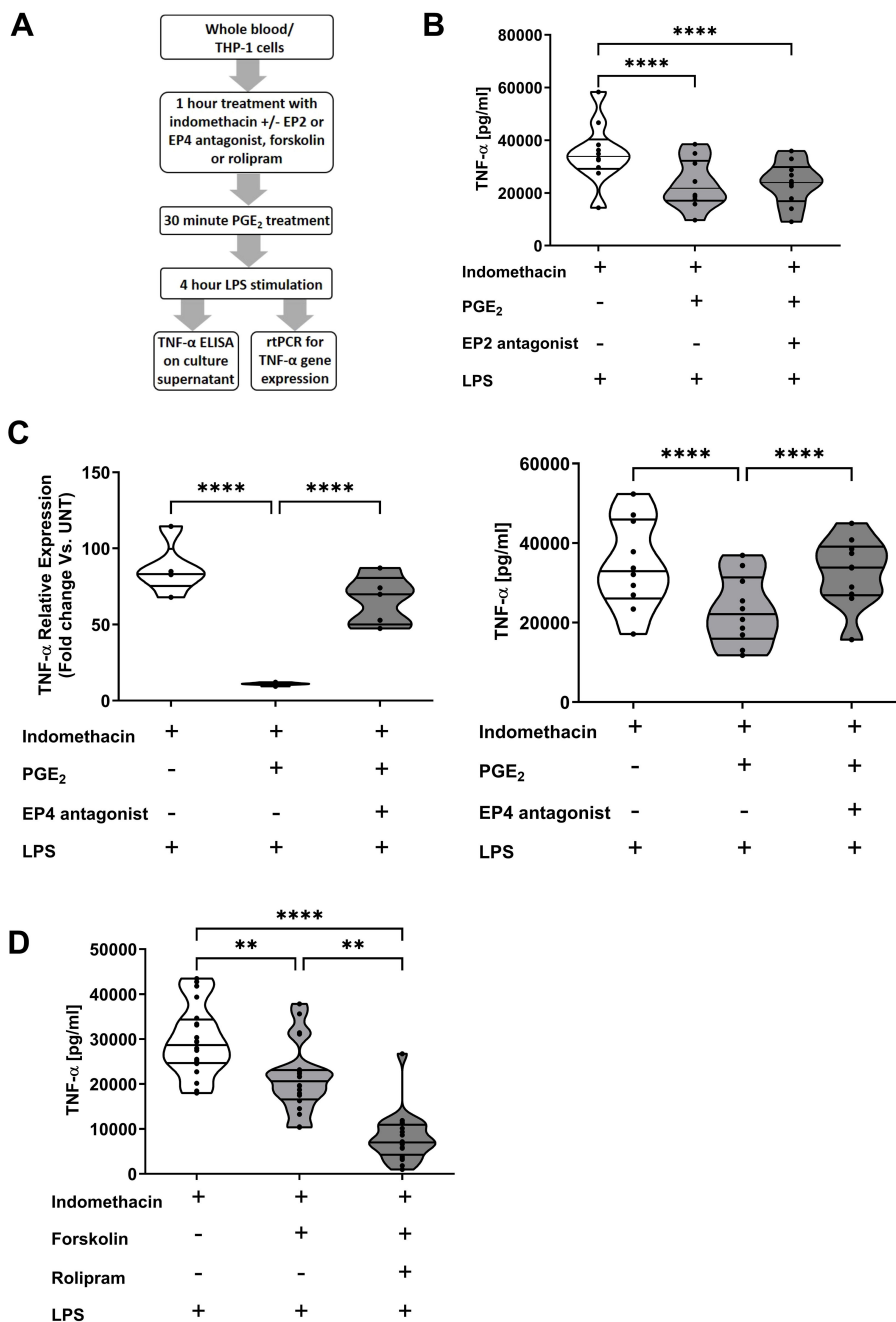 A
Whole blood/
THP-1 cells
1 hour treatment with
indomethacin +/- EP2 or
EP4 antagonist, forskolin
or rolipram
30 minute PGE₂ treatment
4 hour LPS stimulation
TNF-α ELISA
on culture
supernatant
rtPCR for
TNF-α gene
expression
B
TNF-α [pg/ml]
80000
60000
40000
20000
0
****
****
Indomethacin + + +
PGE₂ - + +
EP2 antagonist - - +
LPS + + +
C
TNF-α Relative Expression
(Fold change Vs. UNT)
150
100
50
0
**** ****
Indomethacin + + +
PGE₂ - + +
EP4 antagonist - - +
LPS + + +
TNF-α [pg/ml]
60000
40000
20000
0
**** ****
Indomethacin + + +
PGE₂ - + +
EP4 antagonist - - +
LPS + + +
D
TNF-α [pg/ml]
50000
40000
30000
20000
10000
0
****
** **
Indomethacin + + +
Forskolin - + +
Rolipram - - +
LPS + + +